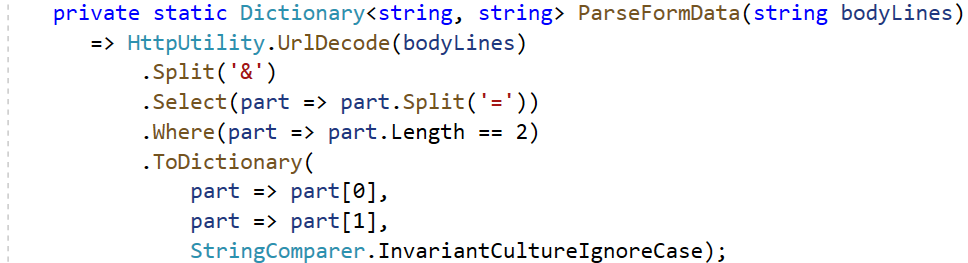 private static Dictionary<string, string> ParseFormData(string bodyLines)
=> HttpUtility.UrlDecode(bodyLines)
.Split('&')
.Select(part => part.Split('='))
.Where(part => part.Length == 2)
.ToDictionary(
part => part[0],
part => part[1],
StringComparer.InvariantCultureIgnoreCase);